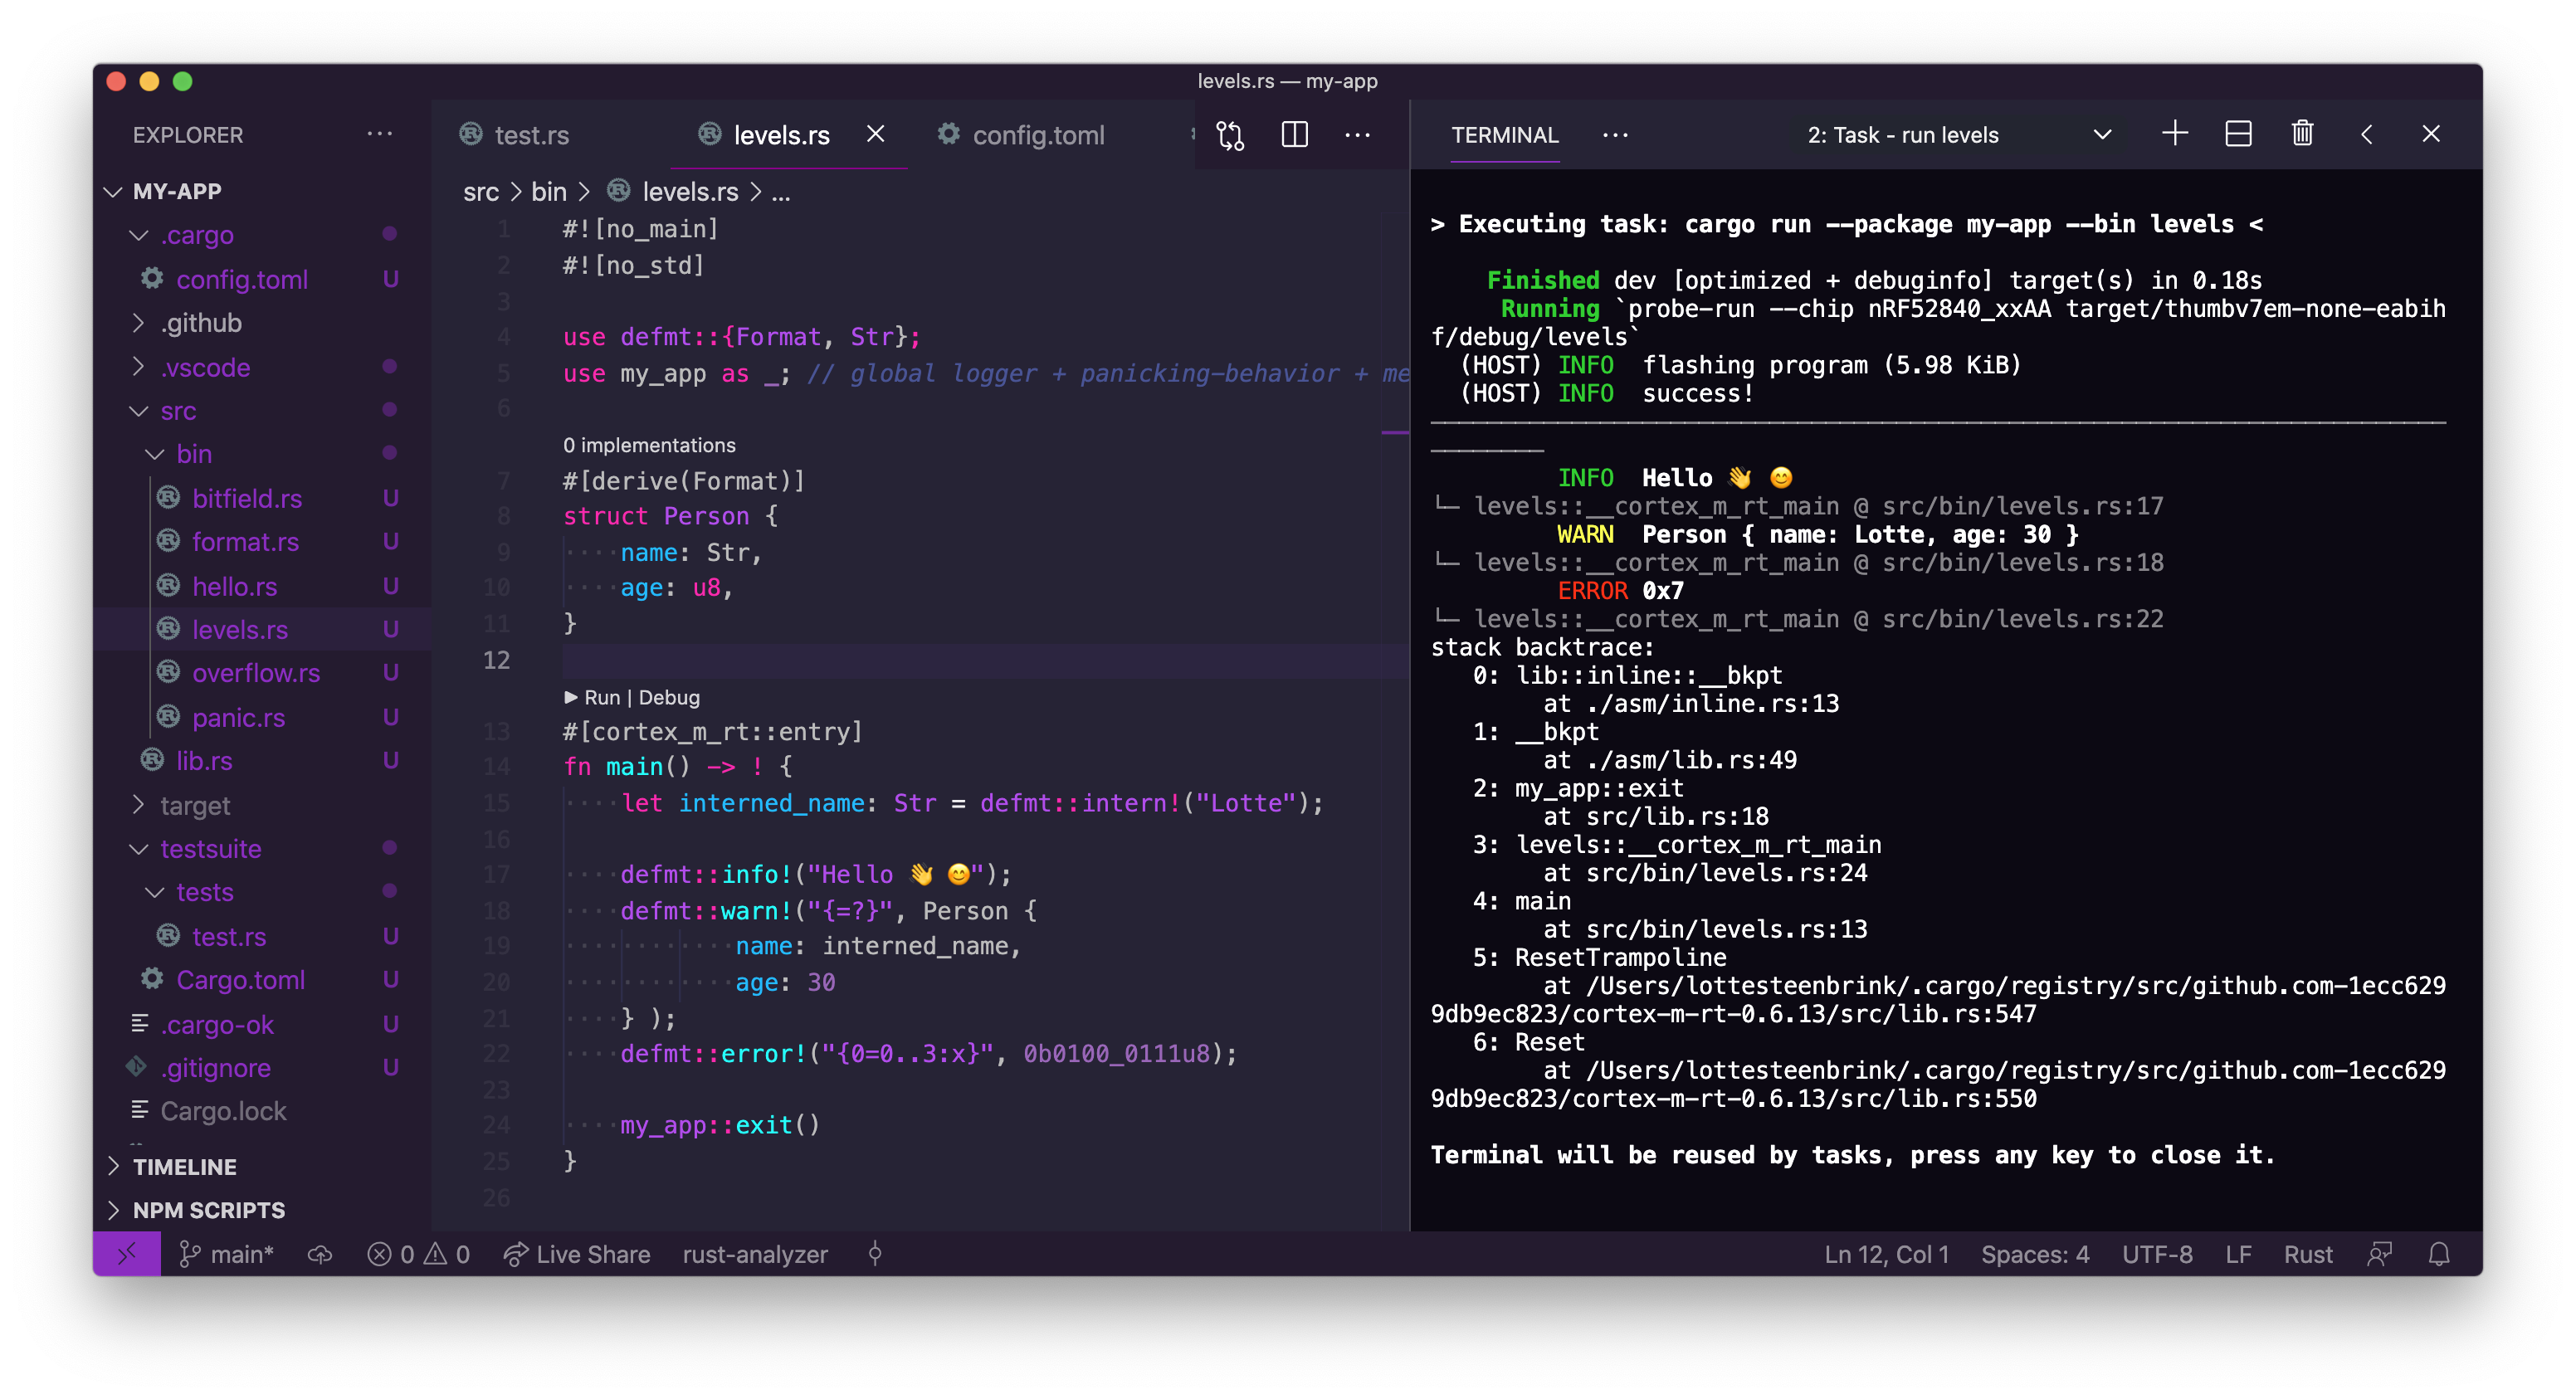 levels.rs — my-app
EXPLORER
MY-APP
.cargo
config.toml U
.github
.vscode
src
bin
bitfield.rs U
format.rs U
hello.rs U
levels.rs U
overflow.rs U
panic.rs U
lib.rs U
target
testsuite
tests
test.rs U
Cargo.toml U
.cargo-ok U
.gitignore U
Cargo.lock
TIMELINE
NPM SCRIPTS
test.rs levels.rs config.toml
src > bin > levels.rs > ...
1 #![no_main]
2 #![no_std]
3
4 use defmt::{Format, Str};
5 use my_app as _; // global logger + panicking-behavior + me
6
0 implementations
7 #[derive(Format)]
8 struct Person {
9 ····name: Str,
10 ····age: u8,
11 }
12
▶ Run | Debug
13 #[cortex_m_rt::entry]
14 fn main() -> ! {
15 ····let interned_name: Str = defmt::intern!("Lotte");
16
17 ····defmt::info!("Hello 👋 😊");
18 ····defmt::warn!("{=?}", Person {
19 ············name: interned_name,
20 ············age: 30
21 ····} );
22 ····defmt::error!("{0=0..3:x}", 0b0100_0111u8);
23
24 ····my_app::exit()
25 }
26
TERMINAL
2: Task - run levels
> Executing task: cargo run --package my-app --bin levels <
Finished dev [optimized + debuginfo] target(s) in 0.18s
Running `probe-run --chip nRF52840_xxAA target/thumbv7em-none-eabih
f/debug/levels`
(HOST) INFO flashing program (5.98 KiB)
(HOST) INFO success!
INFO Hello 👋 😊
└─ levels::__cortex_m_rt_main @ src/bin/levels.rs:17
WARN Person { name: Lotte, age: 30 }
└─ levels::__cortex_m_rt_main @ src/bin/levels.rs:18
ERROR 0x7
└─ levels::__cortex_m_rt_main @ src/bin/levels.rs:22
stack backtrace:
0: lib::inline::__bkpt
at ./asm/inline.rs:13
1: __bkpt
at ./asm/lib.rs:49
2: my_app::exit
at src/lib.rs:18
3: levels::__cortex_m_rt_main
at src/bin/levels.rs:24
4: main
at src/bin/levels.rs:13
5: ResetTrampoline
at /Users/lottesteenbrink/.cargo/registry/src/github.com-1ecc629
9db9ec823/cortex-m-rt-0.6.13/src/lib.rs:547
6: Reset
at /Users/lottesteenbrink/.cargo/registry/src/github.com-1ecc629
9db9ec823/cortex-m-rt-0.6.13/src/lib.rs:550
Terminal will be reused by tasks, press any key to close it.
main* 0 0 Live Share rust-analyzer Ln 12, Col 1 Spaces: 4 UTF-8 LF Rust